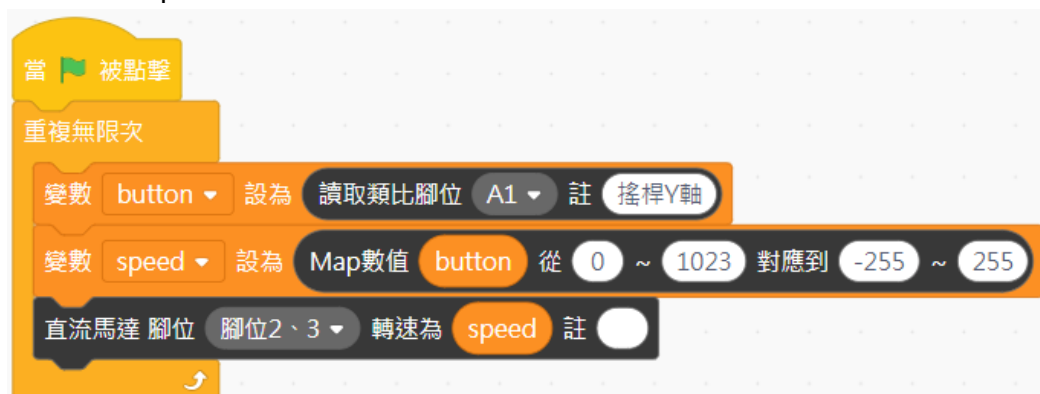 當 被點擊
重複無限次
變數 button 設為 讀取類比腳位 A1 註 搖桿Y軸
變數 speed 設為 Map數值 button 從 0 ~ 1023 對應到 -255 ~ 255
直流馬達 腳位 腳位2、3 轉速為 speed 註